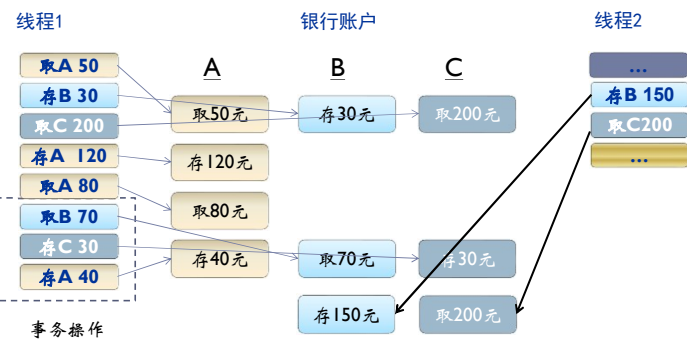 线程1
银行账户
线程2
取A 50
存B 30
取C 200
存A 120
取A 80
取B 70
存C 30
存A 40
事务操作
A
B
C
取50元
存30元
取200元
存120元
取80元
存40元
取70元
存30元
存150元
取200元
...
存B 150
取C200
...